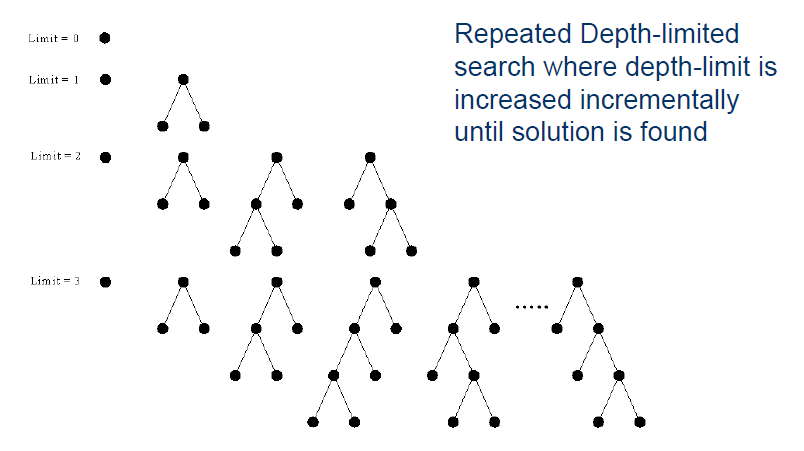 Limit = 0
Repeated Depth-limited
search where depth-limit is
increased incrementally
until solution is found
Limit = 1
Limit = 2
Limit = 3